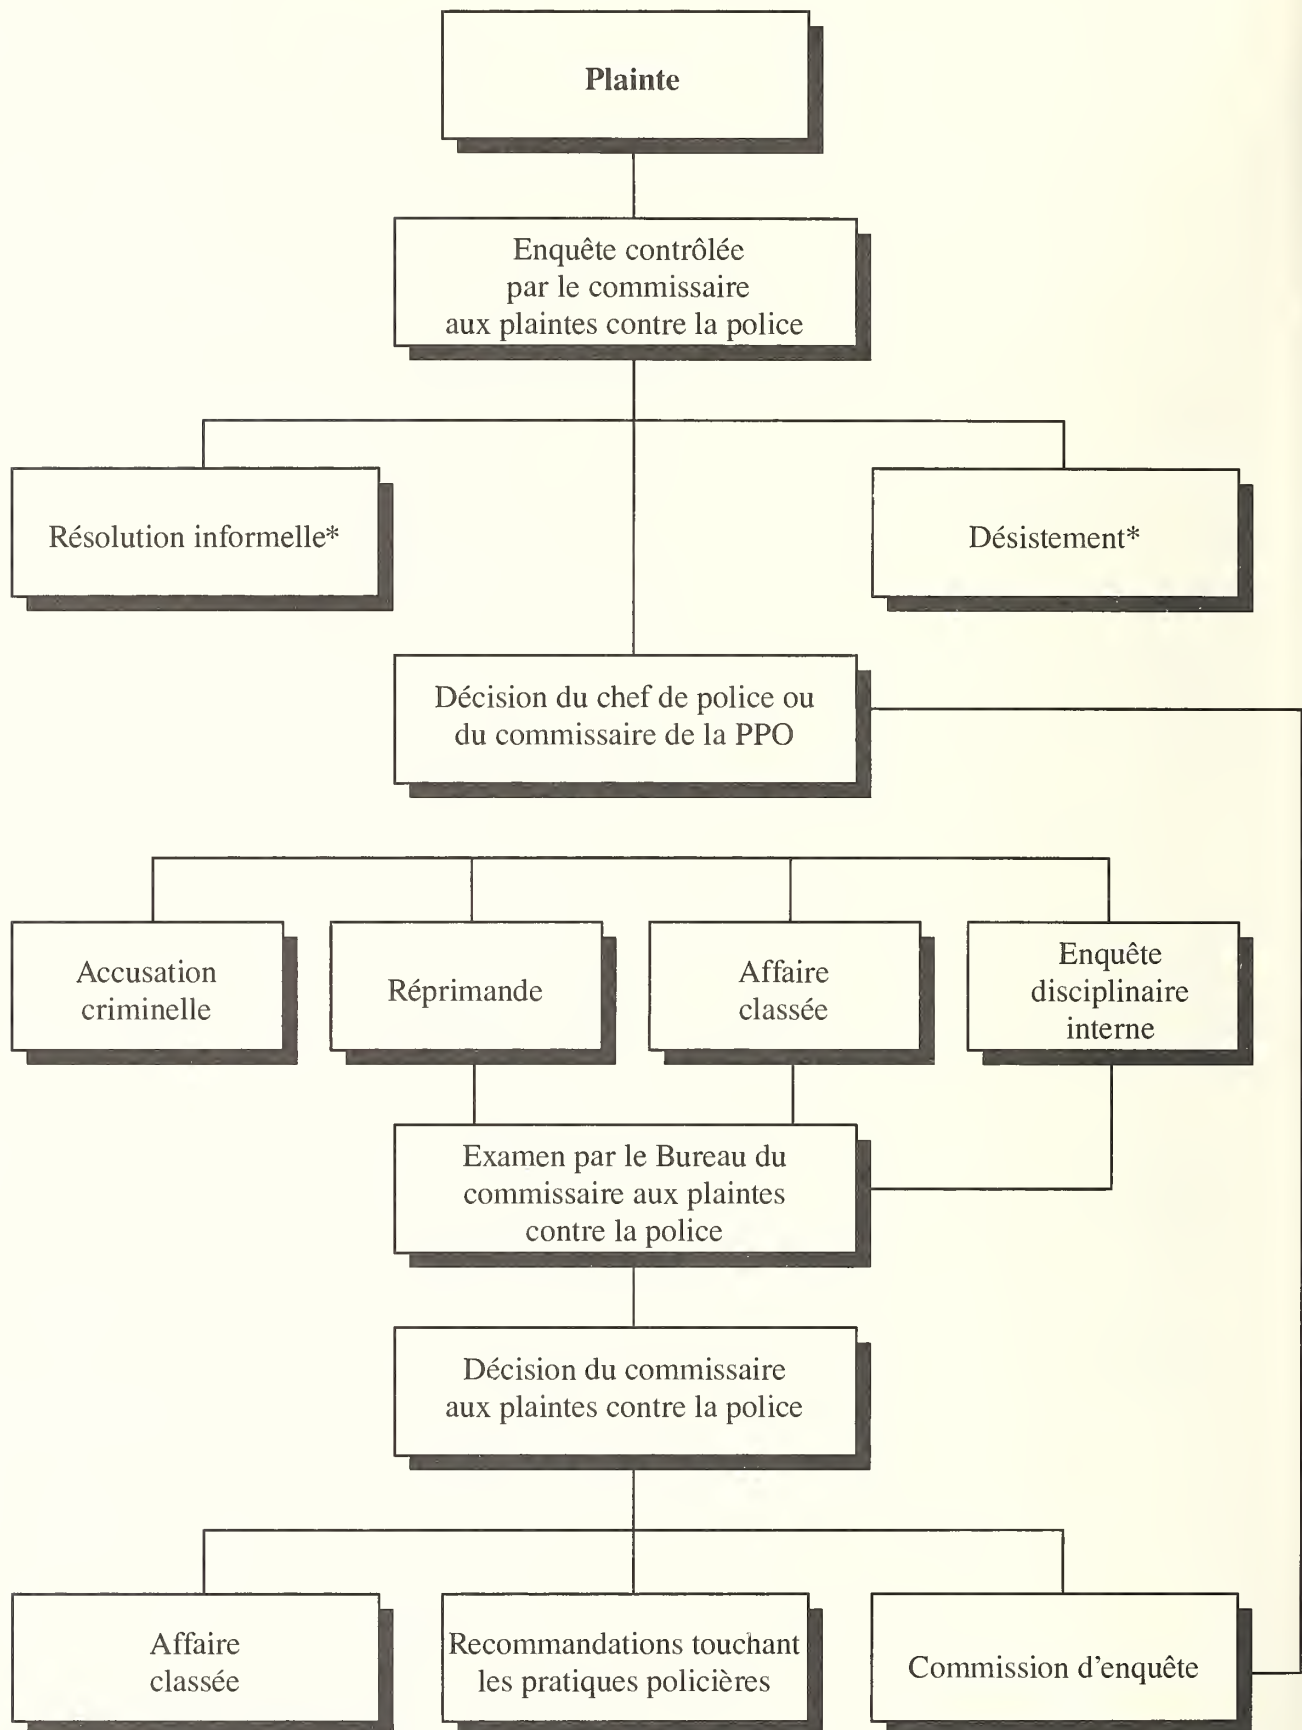 Plainte
Enquête contrôlée
par le commissaire
aux plaintes contre la police
Résolution informelle*
Désistement*
Décision du chef de police ou
du commissaire de la PPO
Accusation
criminelle
Réprimande
Affaire
classée
Enquête
disciplinaire
interne
Examen par le Bureau du
commissaire aux plaintes
contre la police
Décision du commissaire
aux plaintes contre la police
Affaire
classée
Recommandations touchant
les pratiques policières
Commission d'enquête